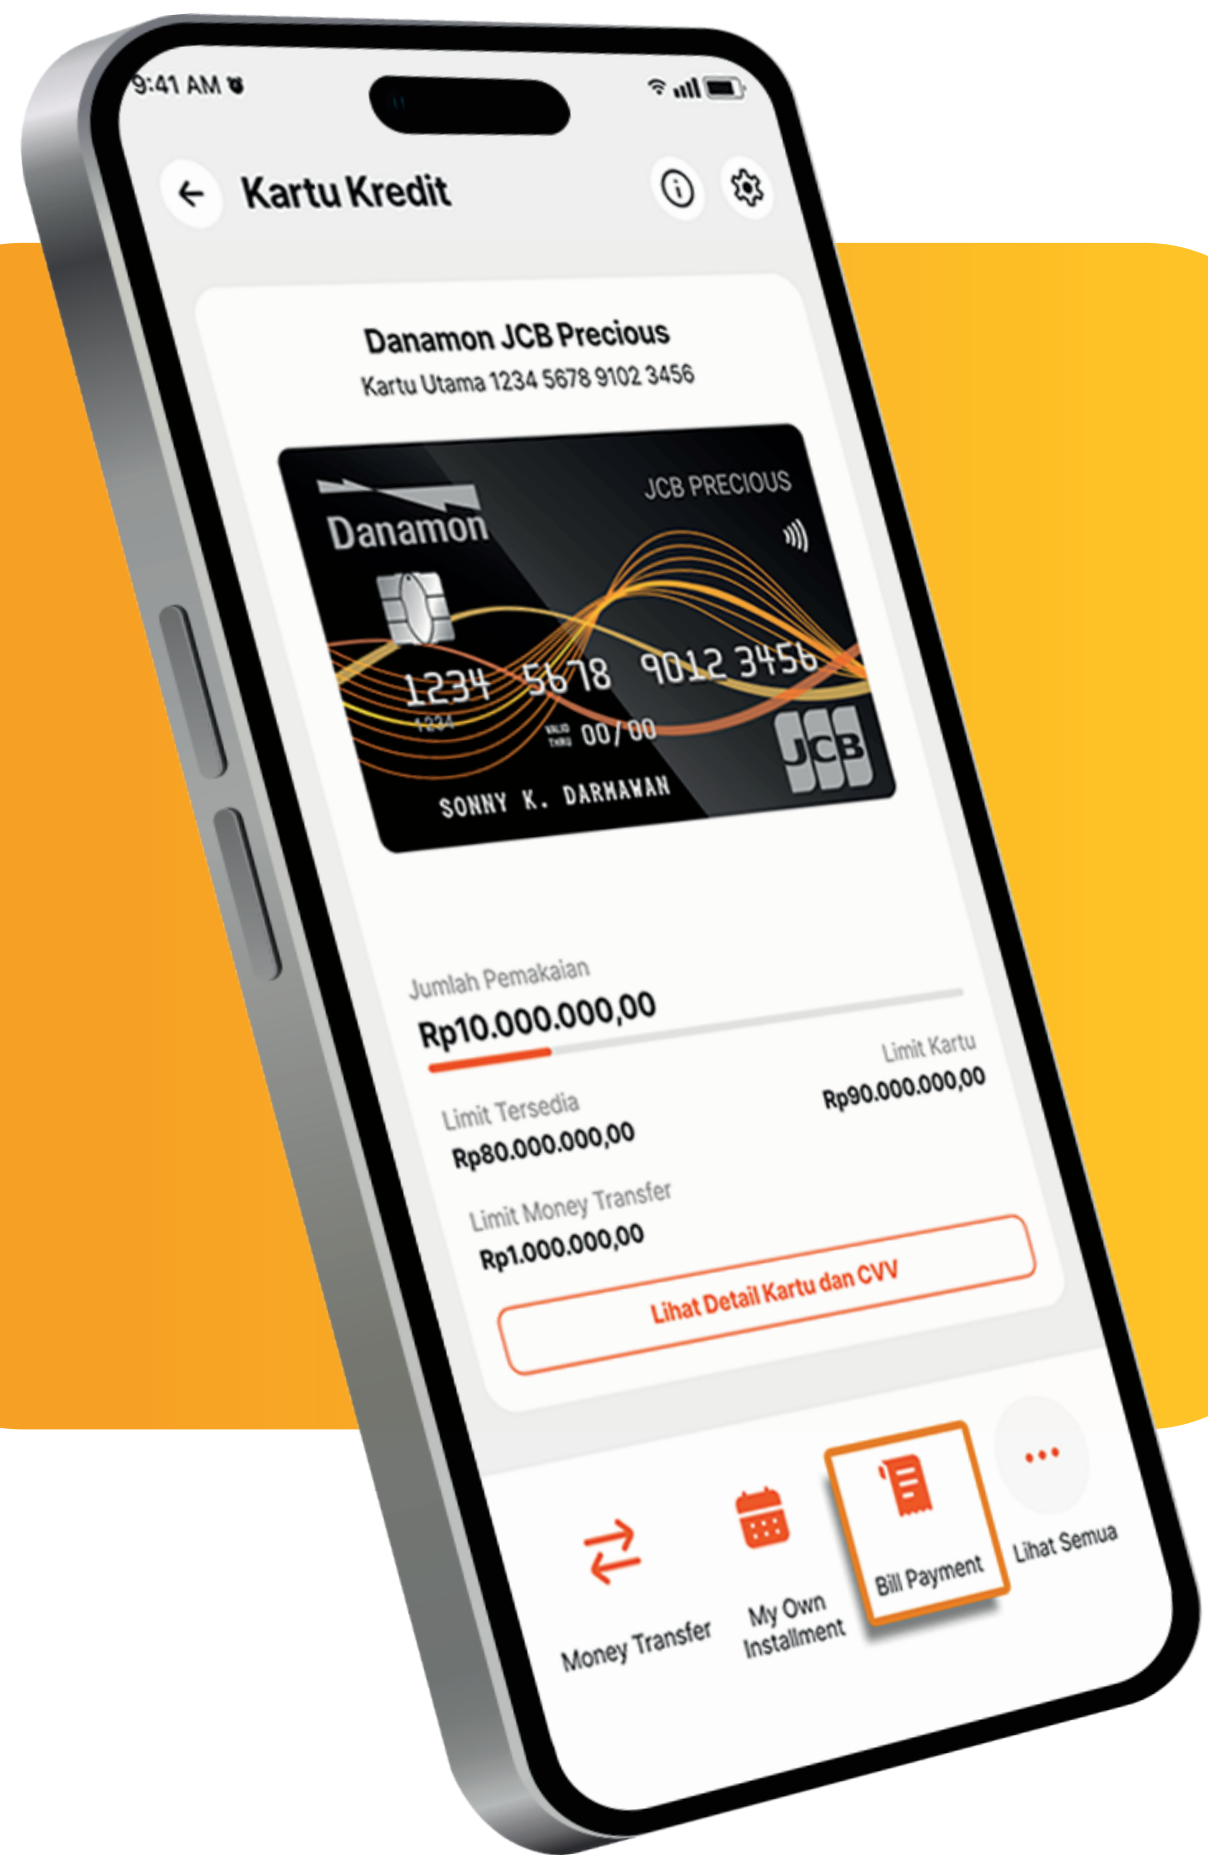 9:41 AM
Kartu Kredit
Danamon JCB Precious
Kartu Utama 1234 5678 9102 3456
Danamon
JCB PRECIOUS
1234 5678 9012 3456
1234
VALID THRU 00/00
SONNY K. DARMAWAN
JCB
Jumlah Pemakaian
Rp10.000.000,00
Limit Tersedia
Rp80.000.000,00
Limit Kartu
Rp90.000.000,00
Limit Money Transfer
Rp1.000.000,00
Lihat Detail Kartu dan CVV
Money Transfer
My Own
Installment
Bill Payment
Lihat Semua